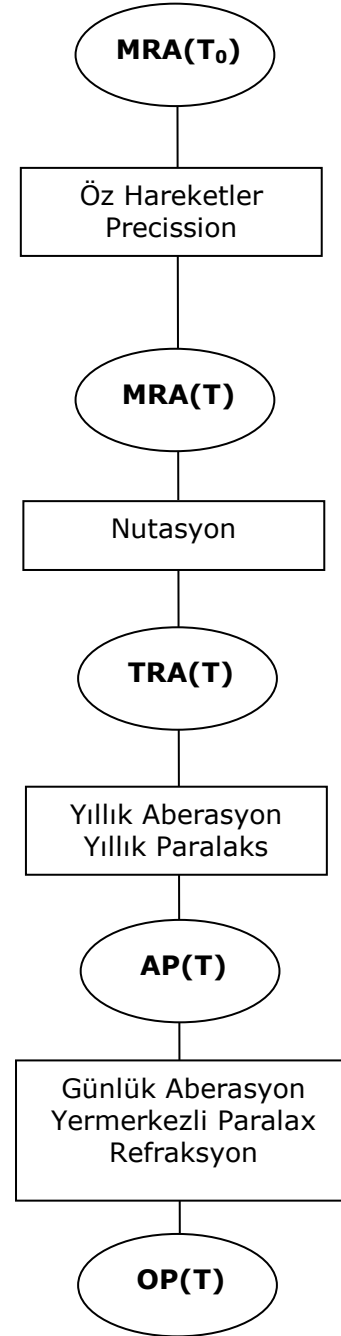 MRA(T₀)
Öz Hareketler
Precission
MRA(T)
Nutasyon
TRA(T)
Yıllık Aberasyon
Yıllık Paralaks
AP(T)
Günlük Aberasyon
Yermerkezli Paralax
Refraksyon
OP(T)